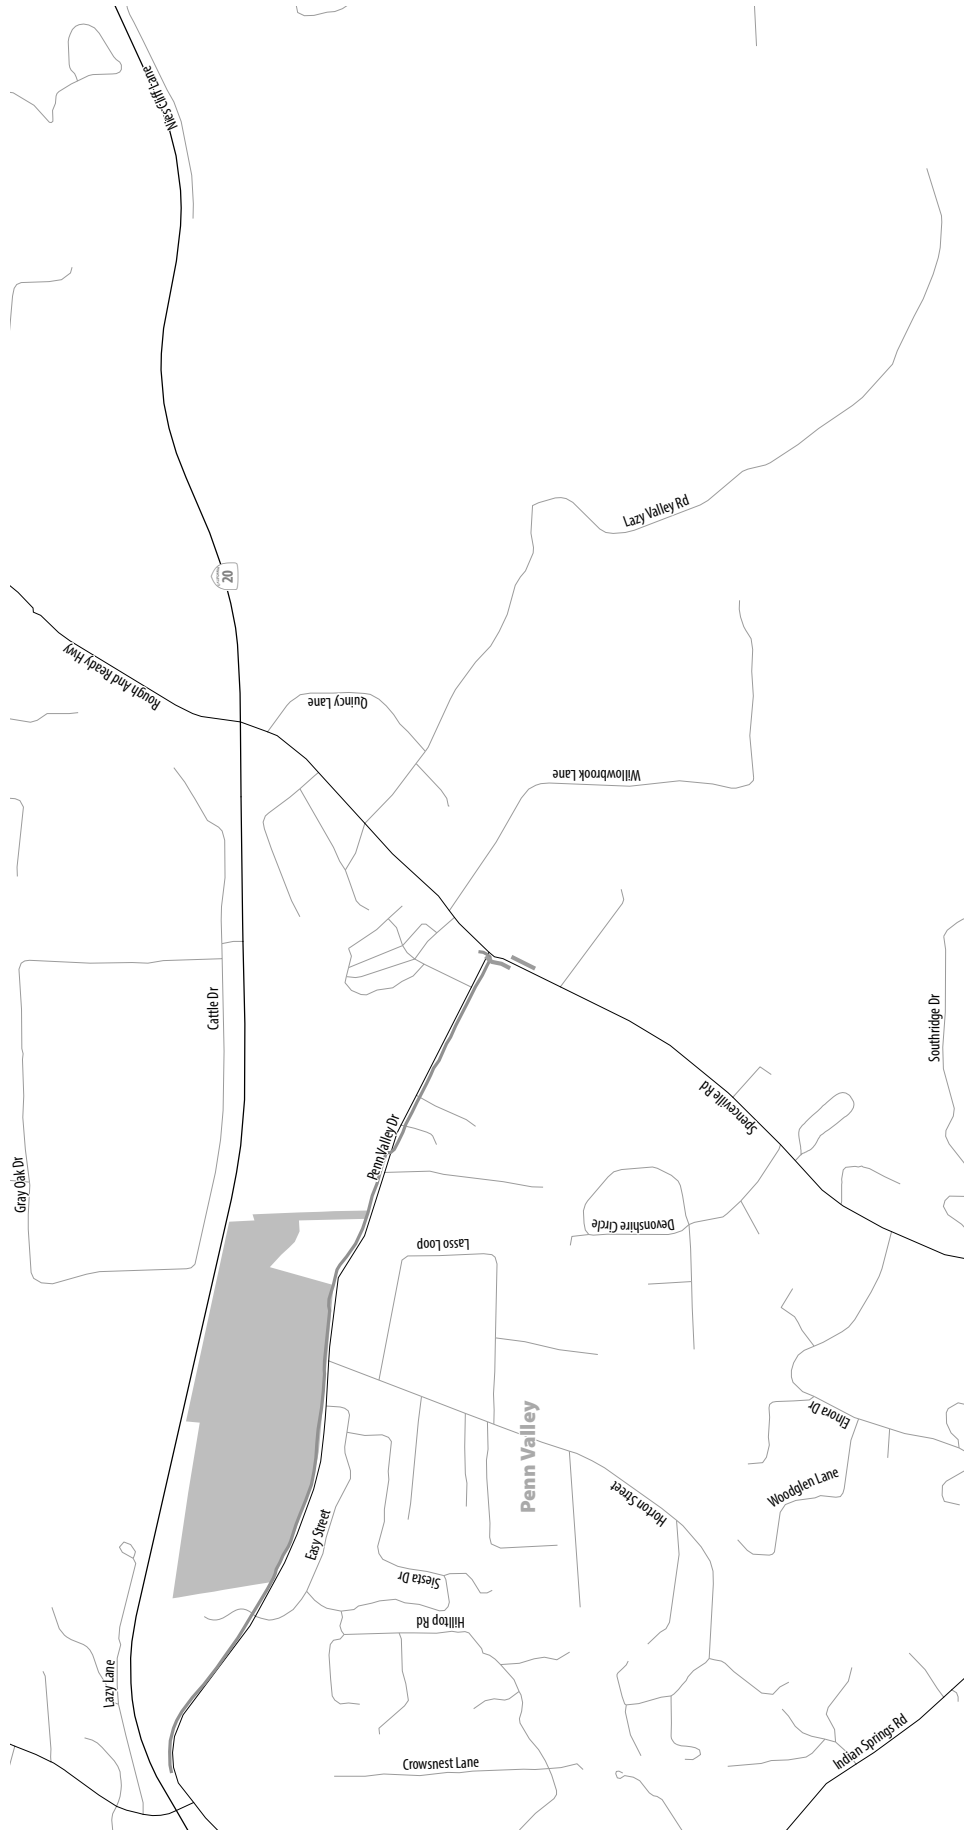 Nies Cliff Lane
Lazy Valley Rd
20
Rough And Ready Hwy
Quincy Lane
Willowbrook Lane
Cattle Dr
Southridge Dr
Spenceville Rd
Penn Valley Dr
Gray Oak Dr
Devonshire Circle
Lasso Loop
Elnora Dr
Penn Valley
Woodglen Lane
Horton Street
Easy Street
Siesta Dr
Hilltop Rd
Lazy Lane
Indian Springs Rd
Crowsnest Lane